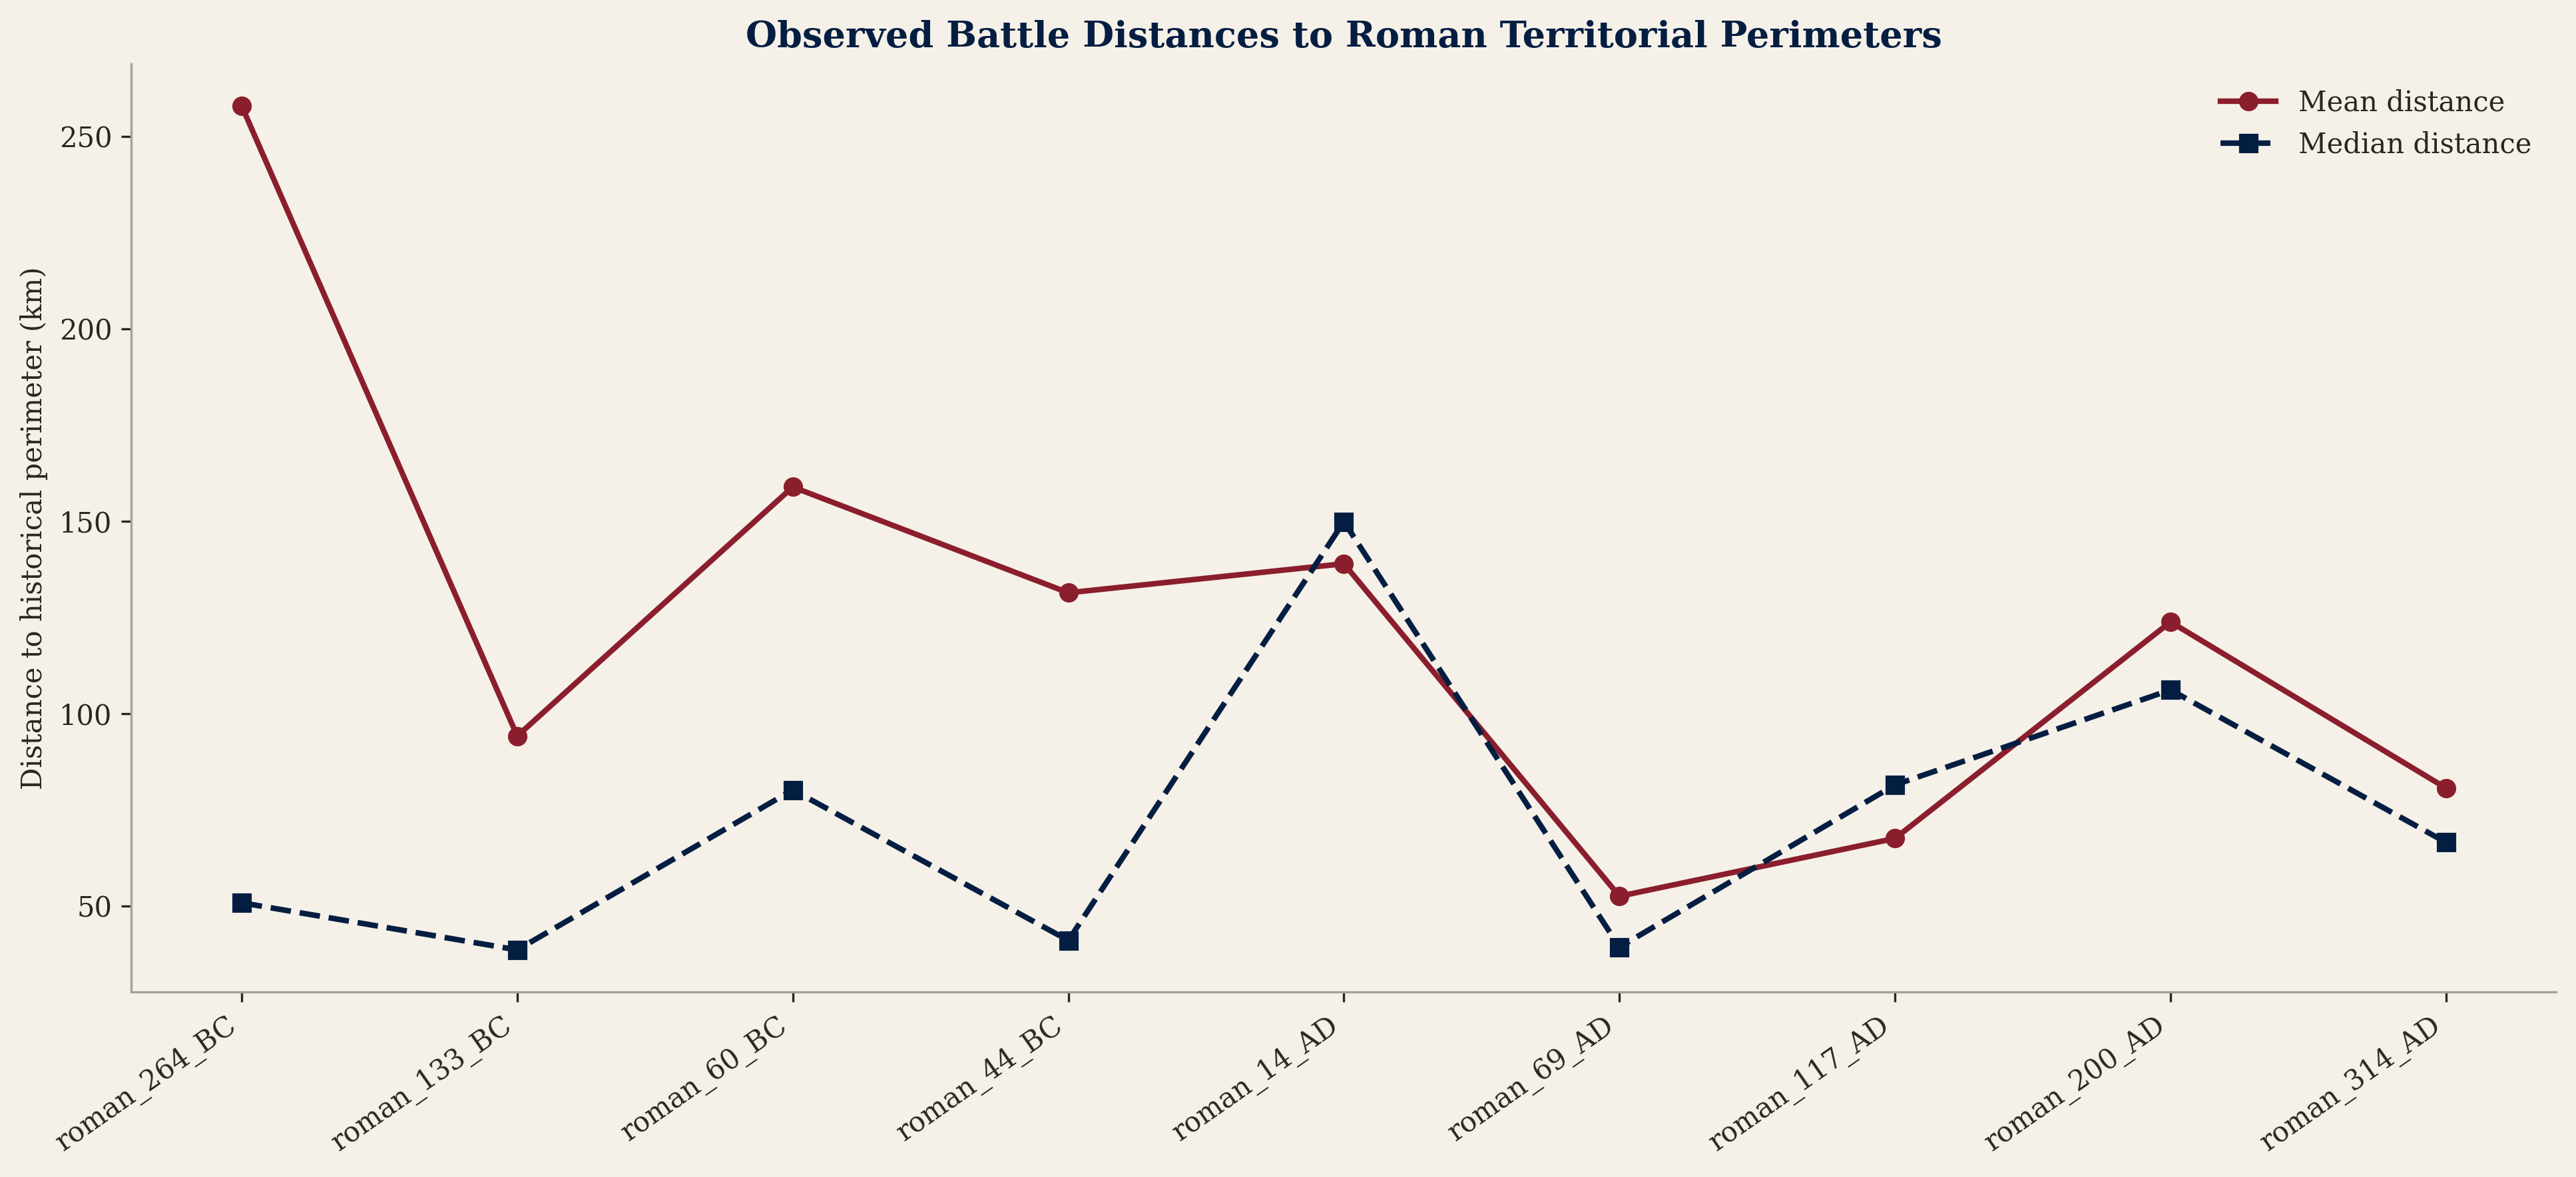 Observed Battle Distances to Roman Territorial Perimeters
Mean distance
Median distance
Distance to historical perimeter (km)
250
200
150
100
50
roman_264_BC
roman_133_BC
roman_60_BC
roman_44_BC
roman_14_AD
roman_69_AD
roman_117_AD
roman_200_AD
roman_314_AD